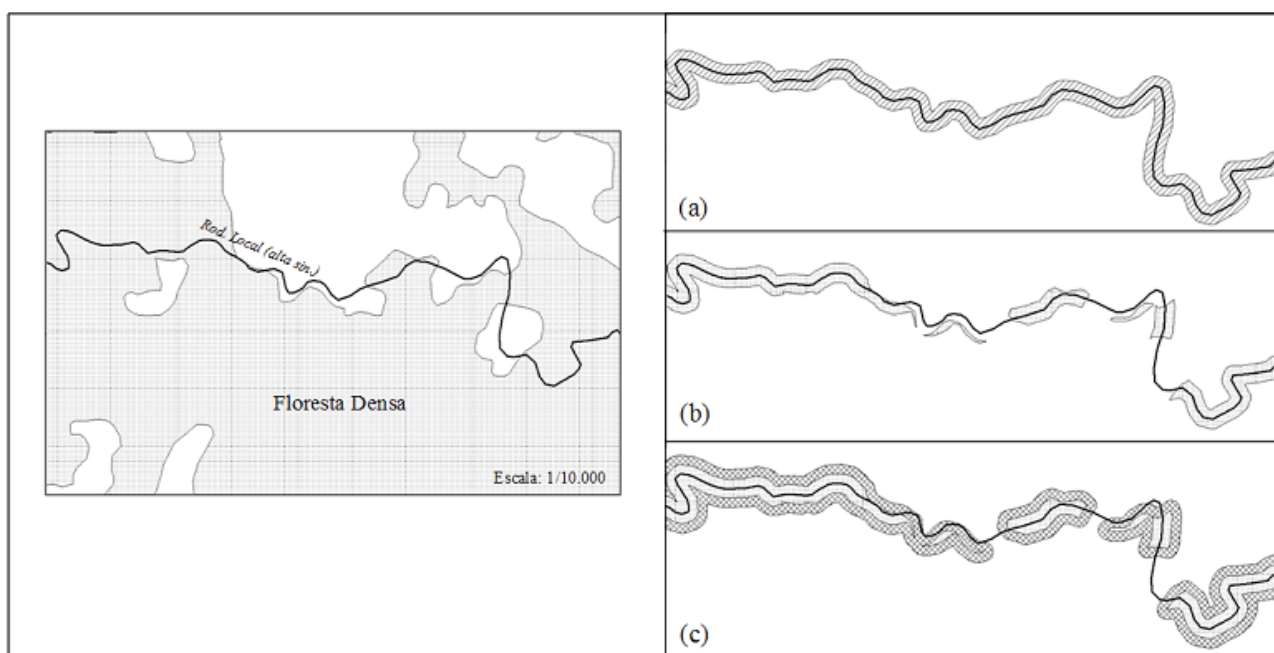 Rod. Local (alta sin.)
Floresta Densa
Escala: 1/10.000
(a)
(b)
(c)